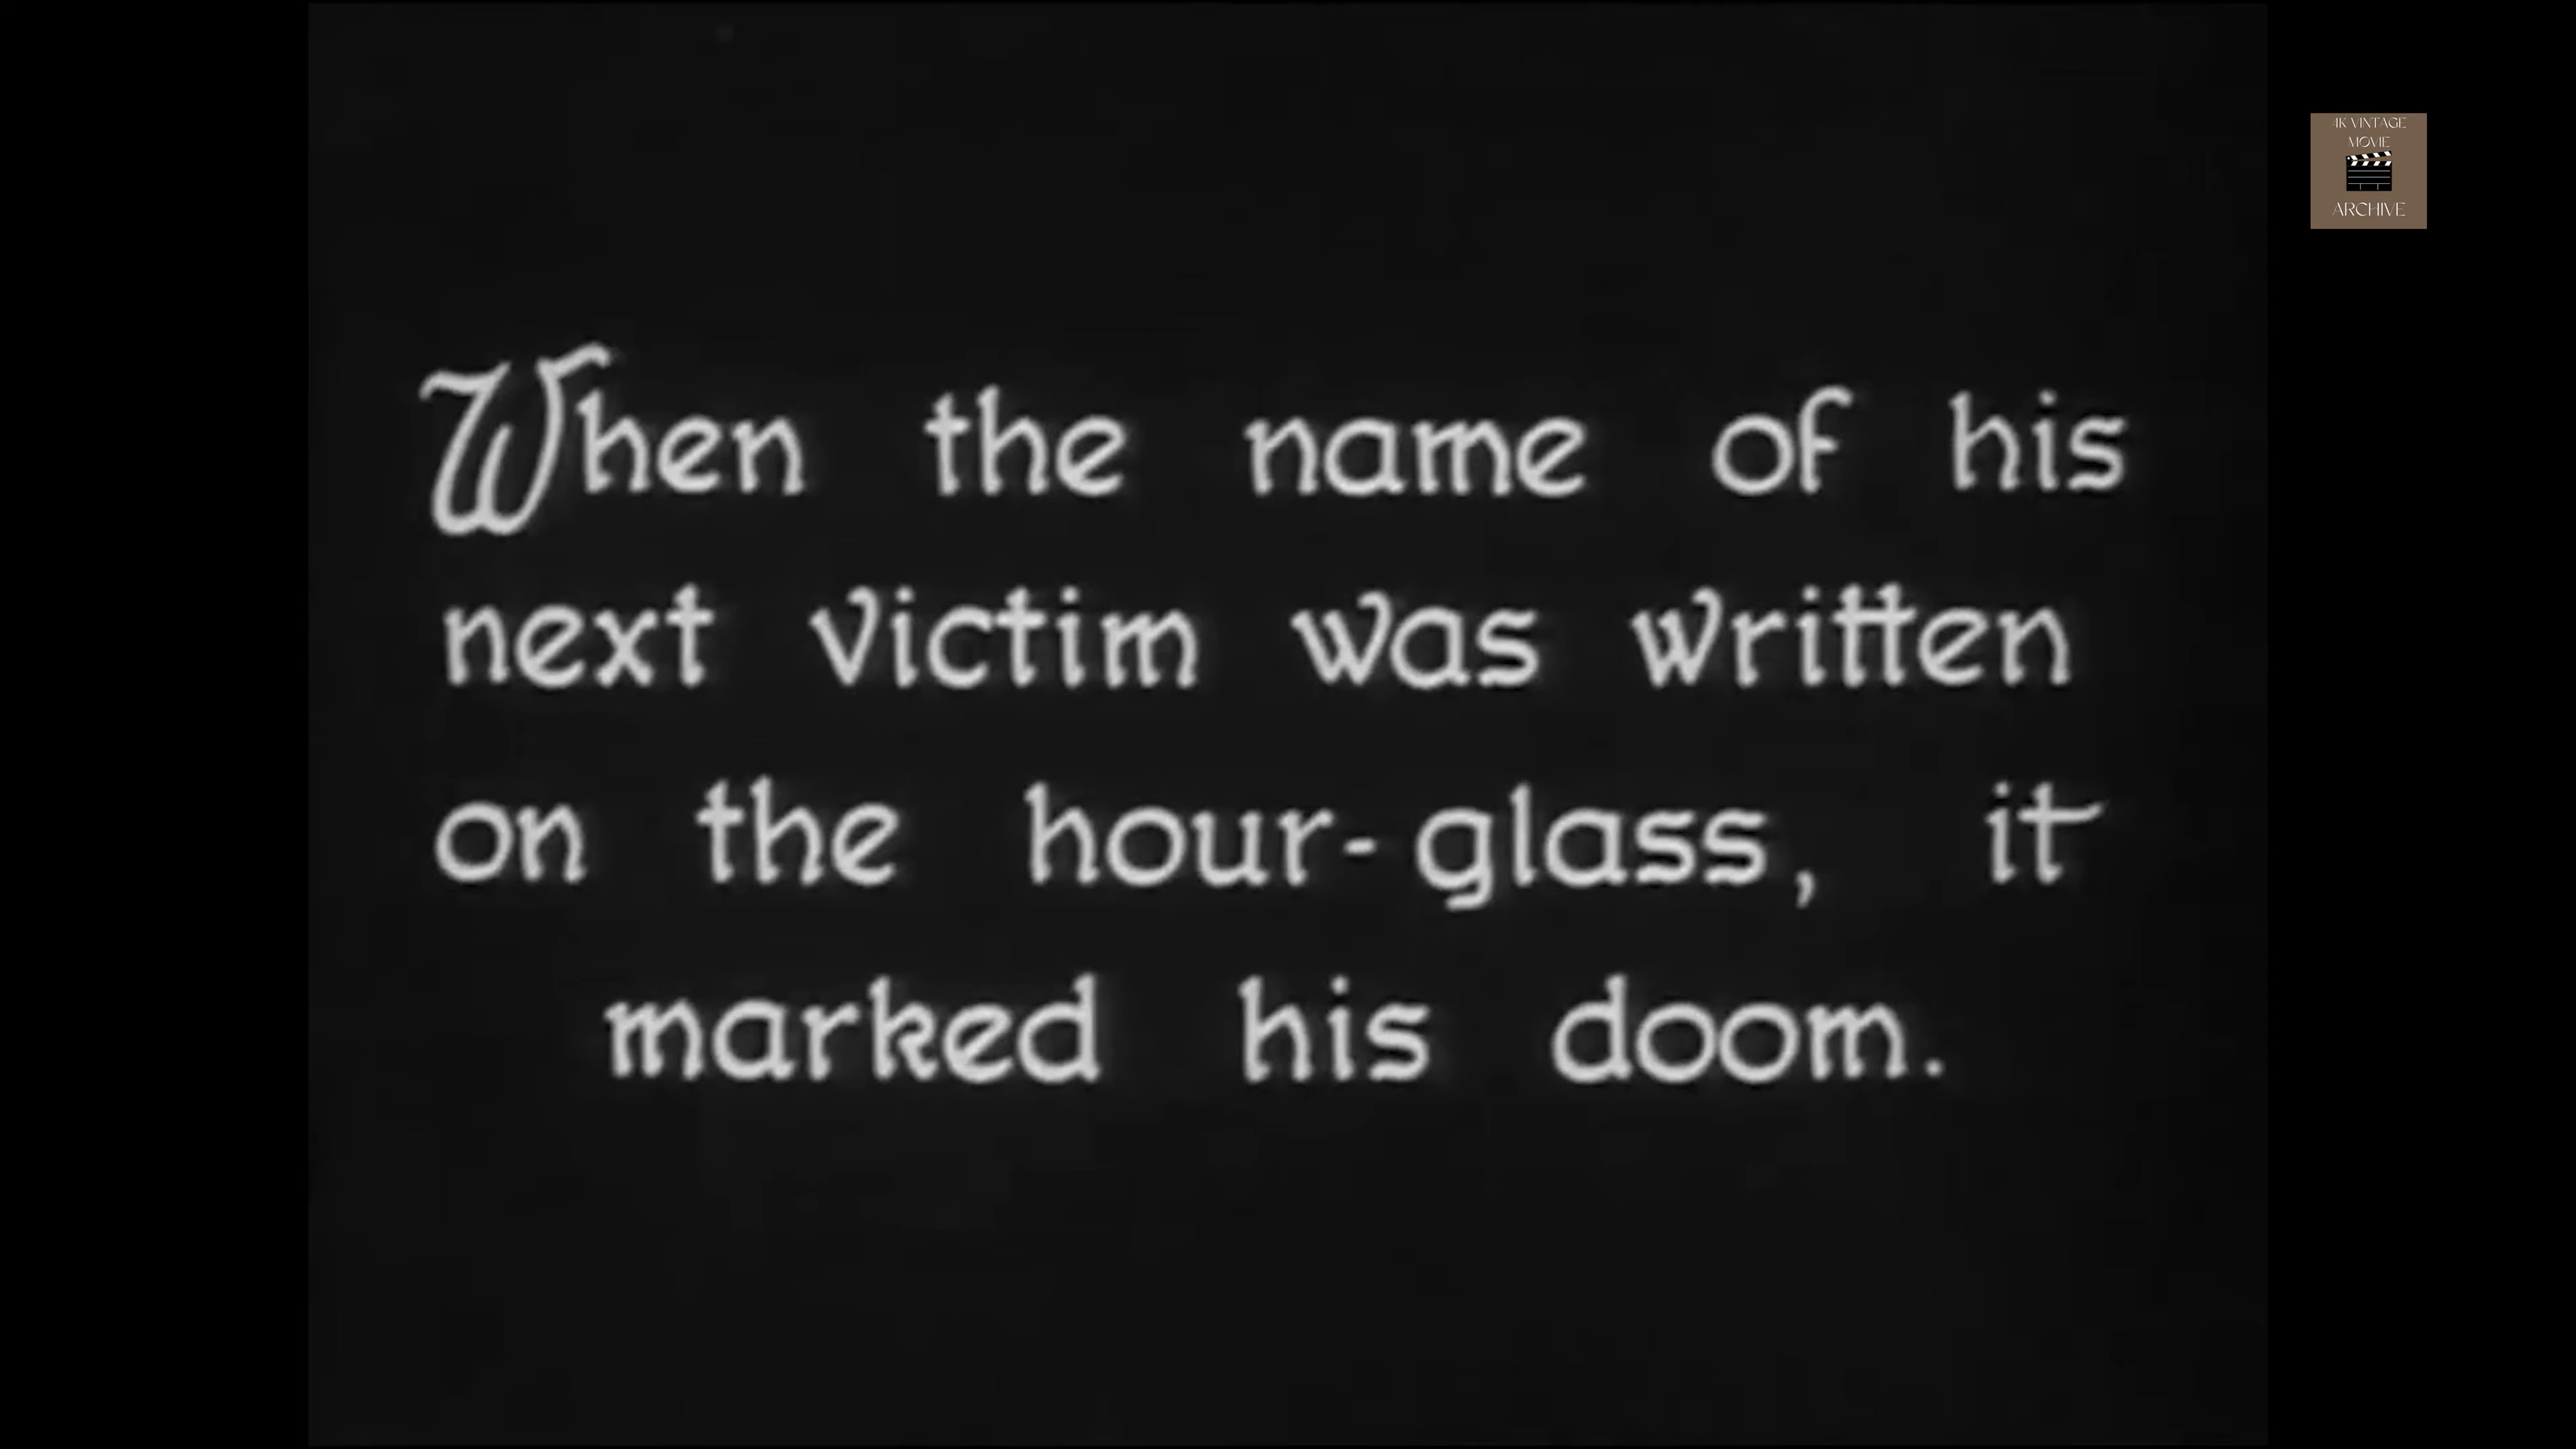 When the name of his
next victim was written
on the hour-glass, it
marked his doom.
4K VINTAGE
MOVIE
ARCHIVE